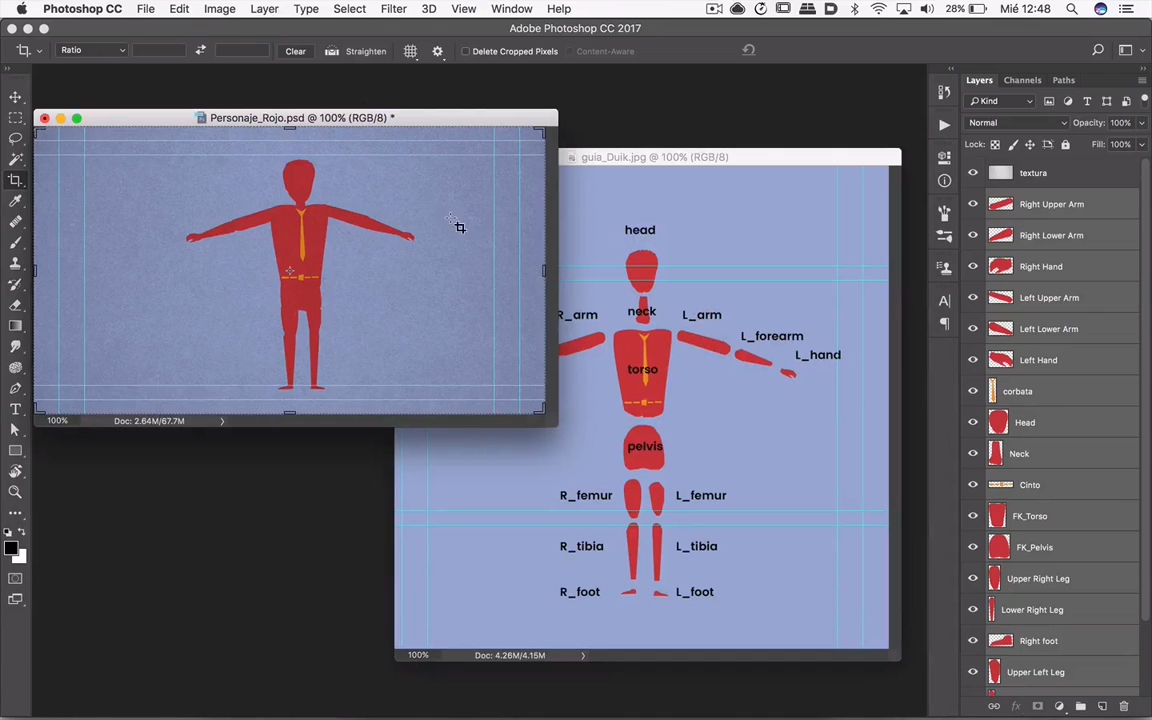 Photoshop CC File Edit Image Layer Type Select Filter 3D View Window Help 28% Mié 12:48
Adobe Photoshop CC 2017
Ratio Clear Straighten Delete Cropped Pixels Content-Aware
Layers Channels Paths
Kind
Normal Opacity: 100%
Lock: Fill: 100%
textura
Right Upper Arm
Right Lower Arm
Right Hand
Left Upper Arm
Left Lower Arm
Left Hand
corbata
Head
Neck
Cinto
FK_Torso
FK_Pelvis
Upper Right Leg
Lower Right Leg
Right foot
Upper Left Leg
Personaje_Rojo.psd @ 100% (RGB/8) *
100% Doc: 2.64M/67.7M
guia_Duik.jpg @ 100% (RGB/8)
head
R_arm neck L_arm
L_forearm
L_hand
torso
pelvis
R_femur L_femur
R_tibia L_tibia
R_foot L_foot
100% Doc: 4.26M/4.15M